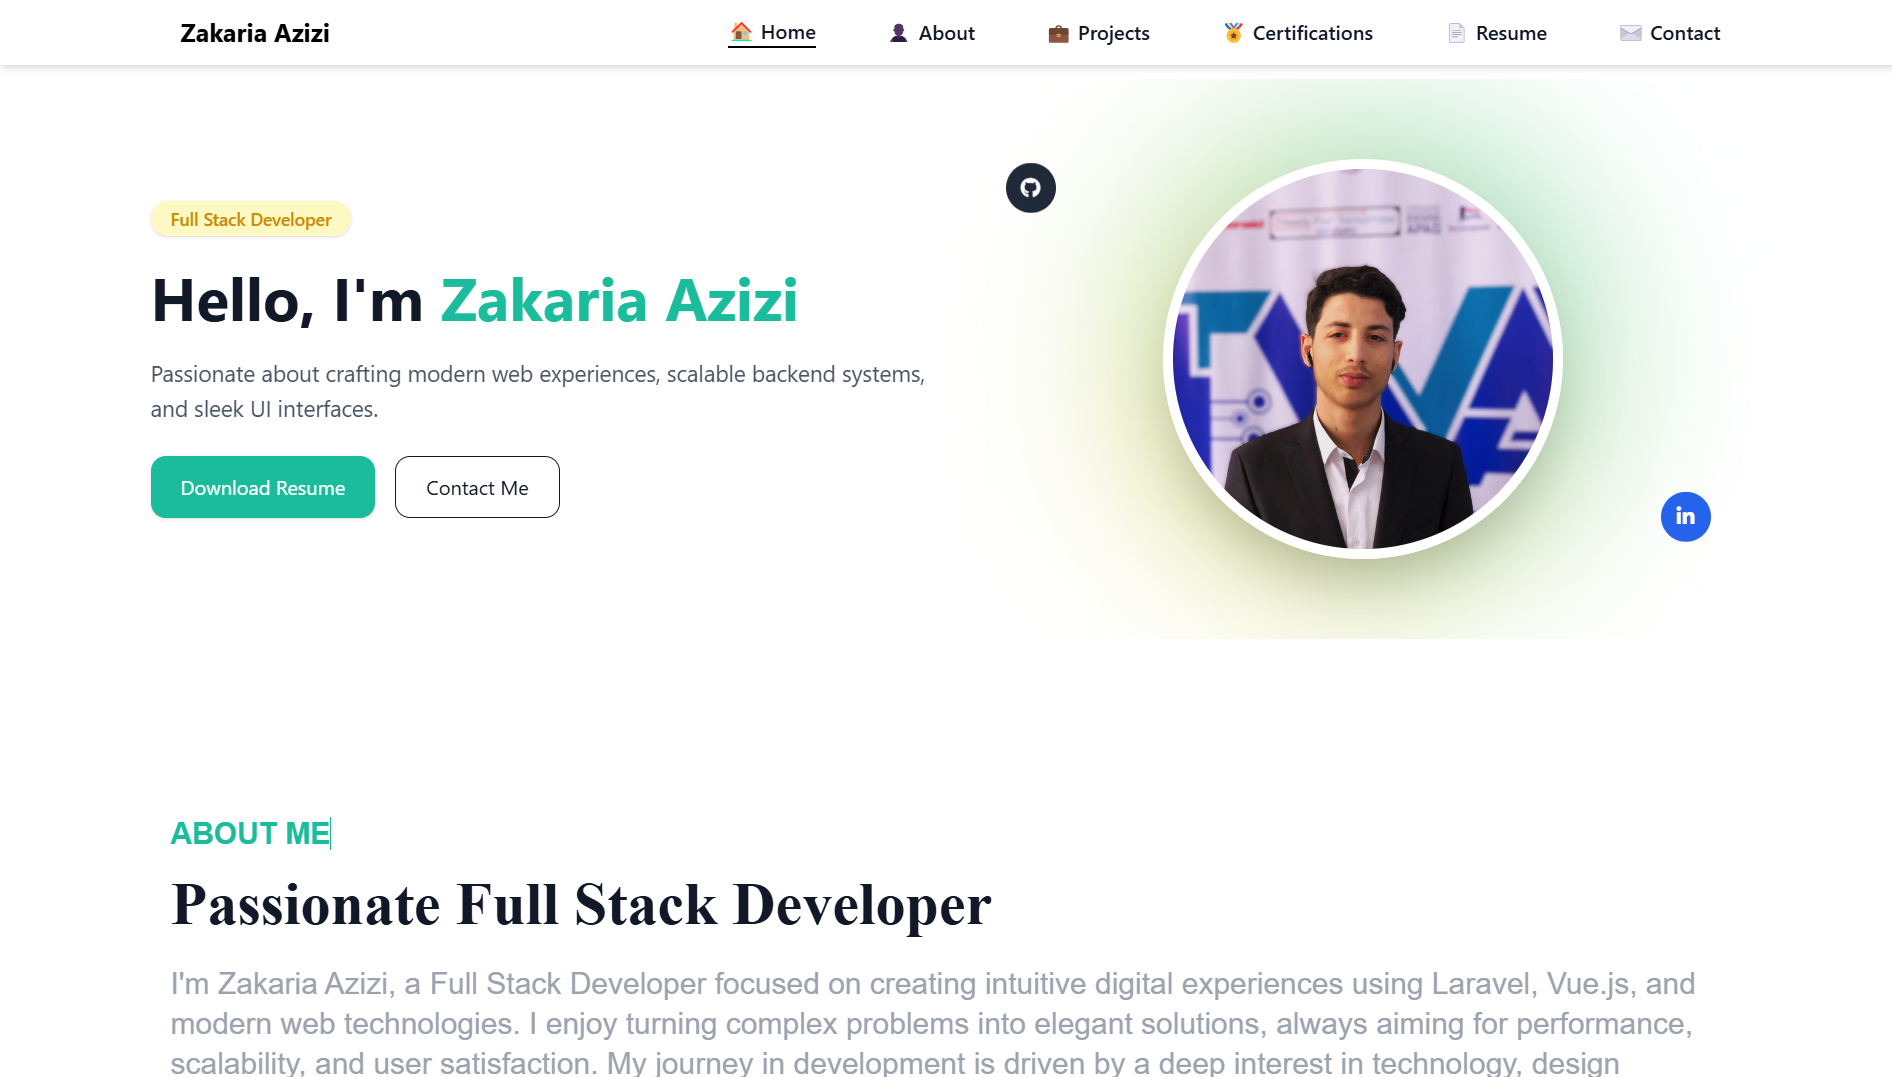 Zakaria Azizi
Home
About
Projects
Certifications
Resume
Contact
Full Stack Developer
Hello, I'm Zakaria Azizi
Passionate about crafting modern web experiences, scalable backend systems,
and sleek UI interfaces.
Download Resume
Contact Me
in
ABOUT ME
Passionate Full Stack Developer
I'm Zakaria Azizi, a Full Stack Developer focused on creating intuitive digital experiences using Laravel, Vue.js, and
modern web technologies. I enjoy turning complex problems into elegant solutions, always aiming for performance,
scalability, and user satisfaction. My journey in development is driven by a deep interest in technology, design